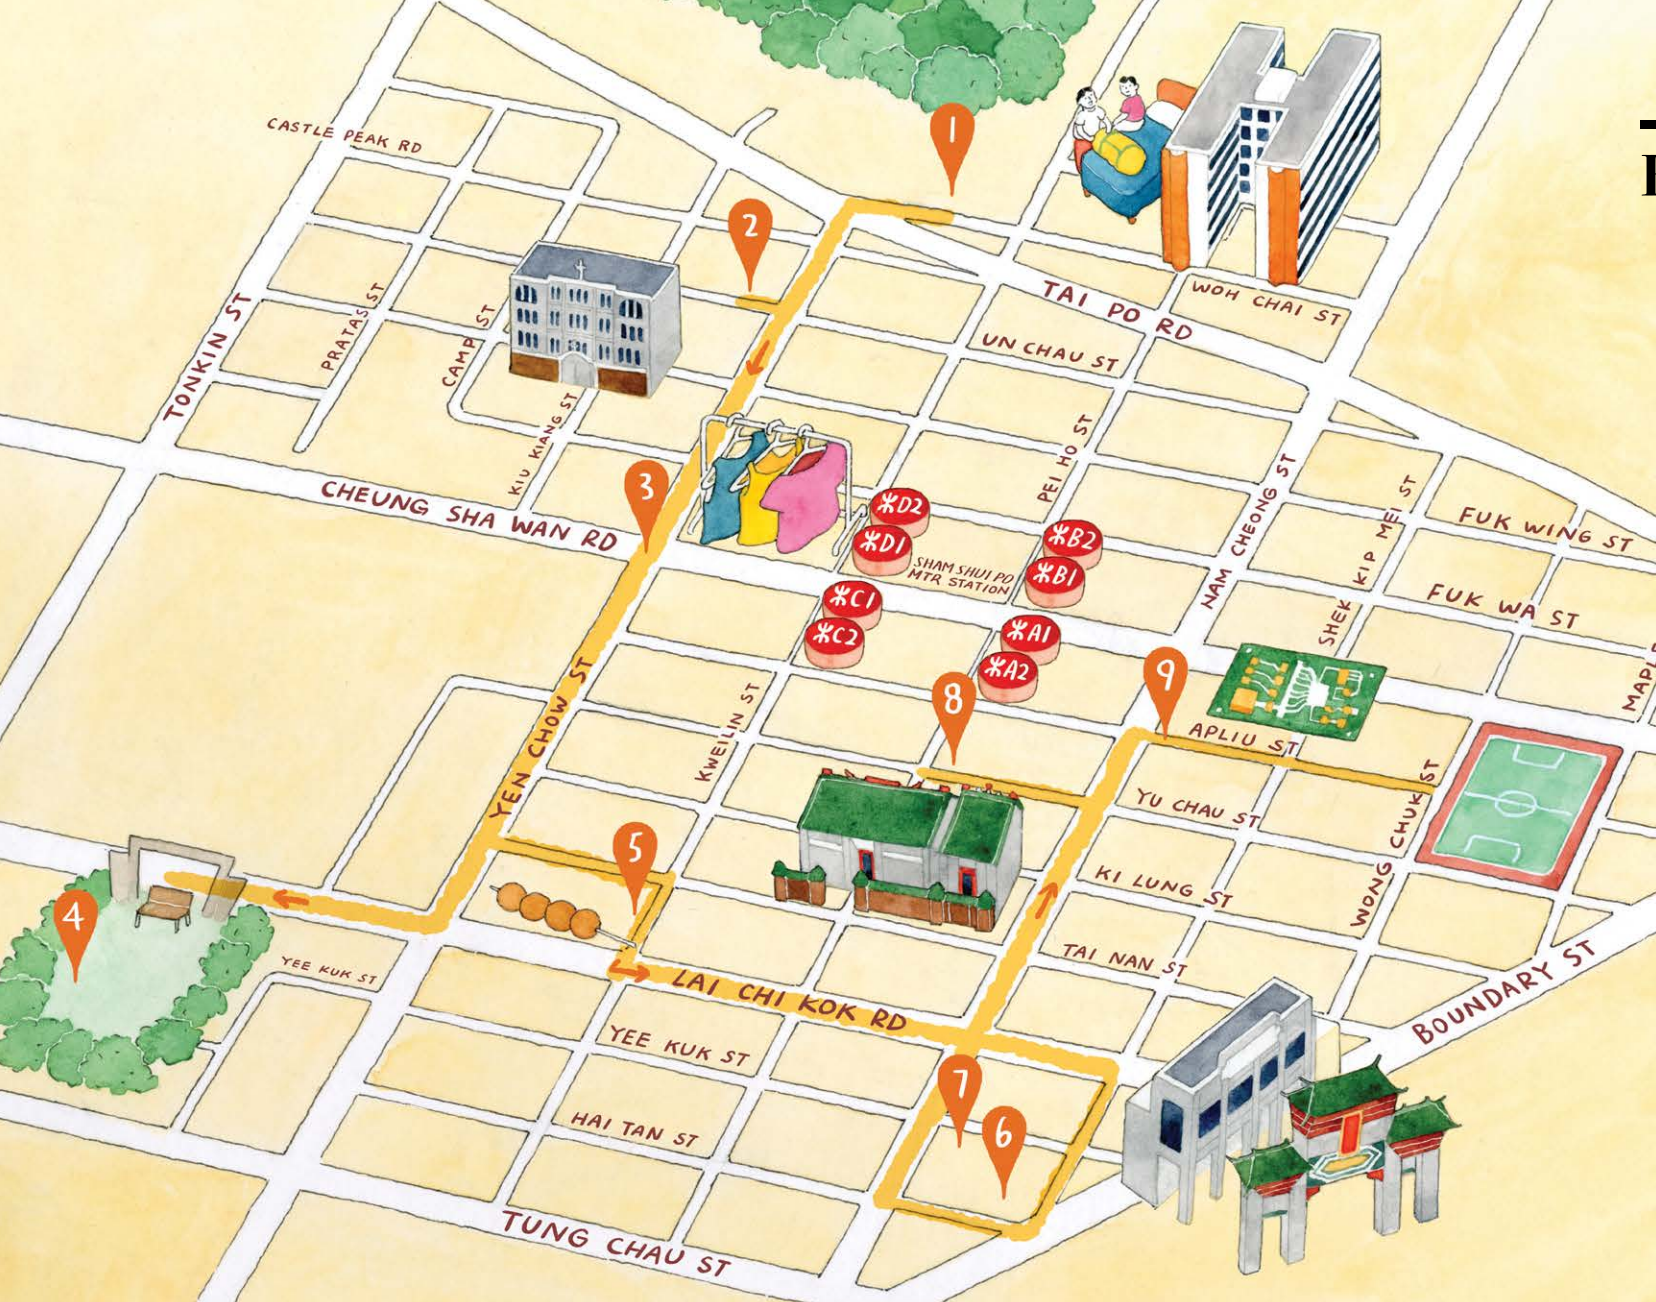 1
CASTLE PEAK RD
2
TAI PO RD
WOH CHAI ST
UN CHAU ST
TONKIN ST
PRATAS ST
CAMP ST
KIU KIANG ST
PEI HO ST
3
CHEUNG SHA WAN RD
D2
D1
B2
B1
SHAM SHUI PO
MTR STATION
C1
C2
A1
A2
NAM CHEONG ST
SHEK KIP MEI ST
FUK WING ST
FUK WA ST
YEN CHOW ST
KWEILIN ST
8
9
APLIU ST
YU CHAU ST
WONG CHUK ST
KI LUNG ST
TAI NAN ST
BOUNDARY ST
5
4
YEE KUK ST
LAI CHI KOK RD
YEE KUK ST
7
6
HAI TAN ST
TUNG CHAU ST